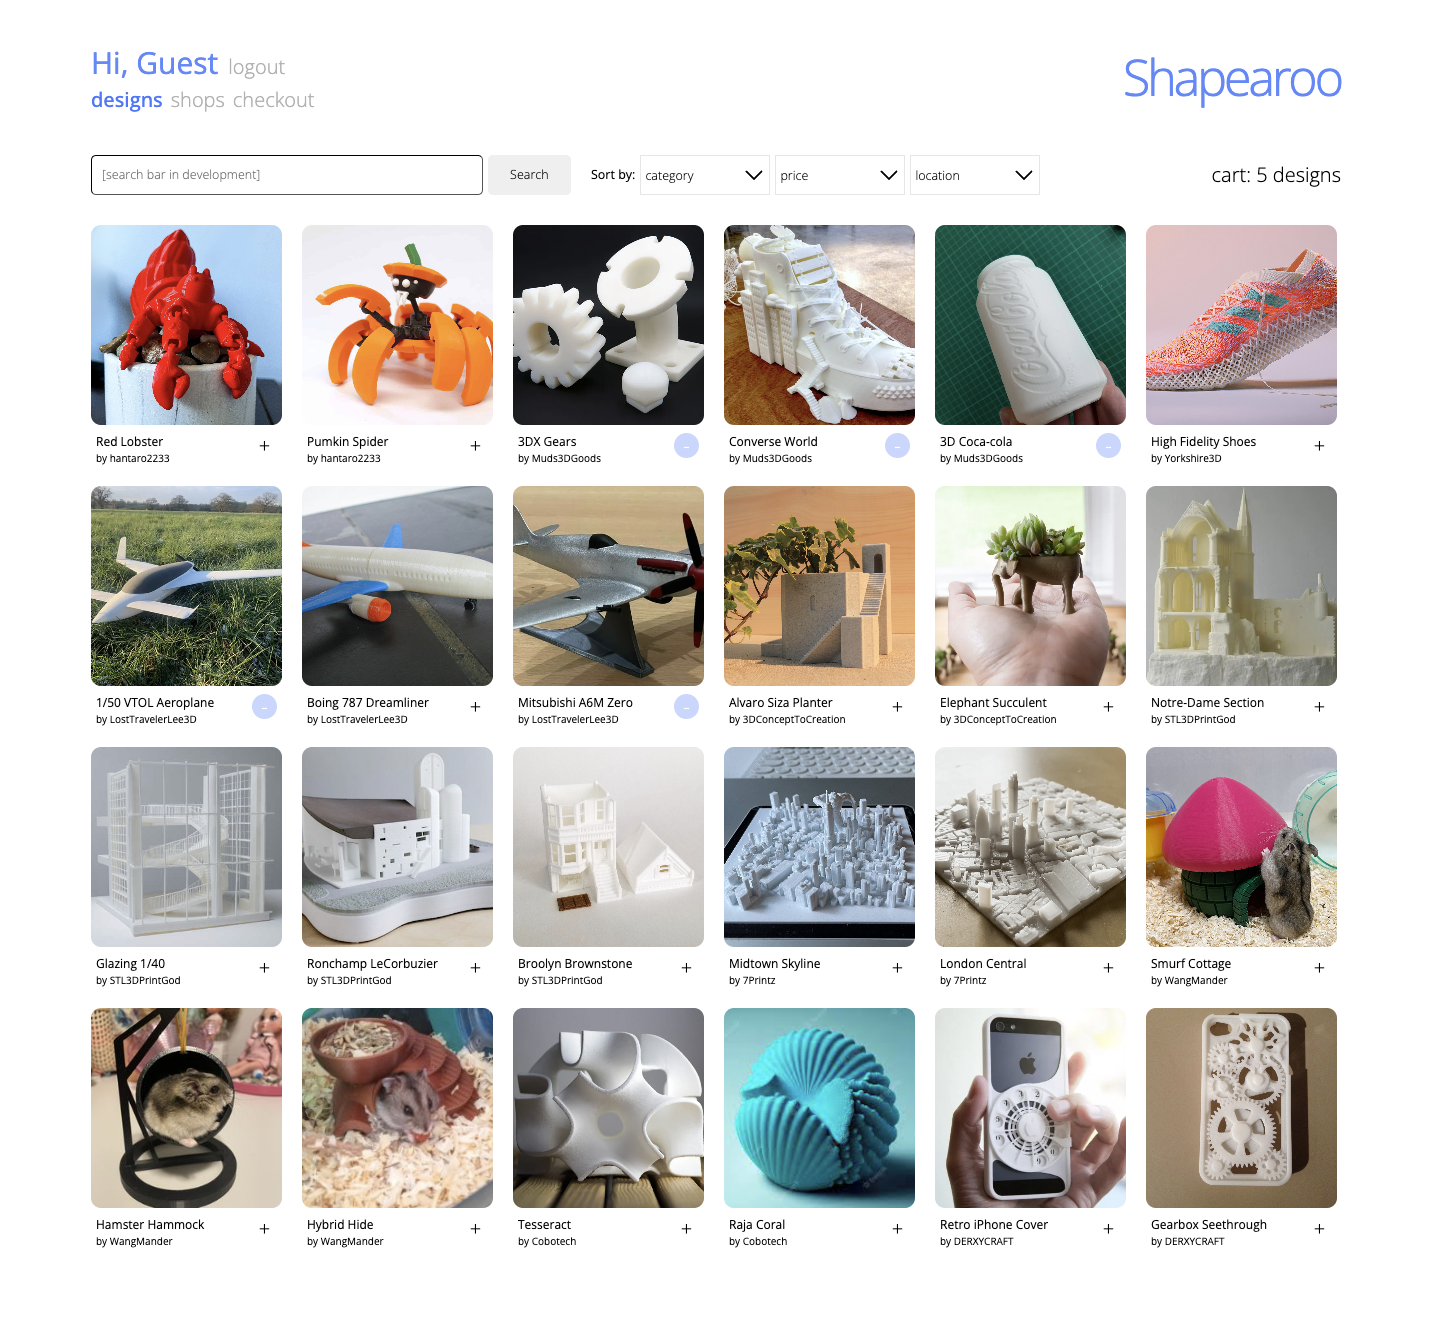 Hi, Guest logout
Shapearoo
designs shops checkout
[search bar in development]
Search
Sort by:
category
price
location
cart: 5 designs
Red Lobster
by hantaro2233
+
Pumkin Spider
by hantaro2233
+
3DX Gears
by Muds3DGoods
-
Converse World
by Muds3DGoods
-
3D Coca-cola
by Muds3DGoods
-
High Fidelity Shoes
by Yorkshire3D
+
1/50 VTOL Aeroplane
by LostTravelerLee3D
-
Boing 787 Dreamliner
by LostTravelerLee3D
+
Mitsubishi A6M Zero
by LostTravelerLee3D
-
Alvaro Siza Planter
by 3DConceptToCreation
+
Elephant Succulent
by 3DConceptToCreation
+
Notre-Dame Section
by STL3DPrintGod
+
Glazing 1/40
by STL3DPrintGod
+
Ronchamp LeCorbuzier
by STL3DPrintGod
+
Broolyn Brownstone
by STL3DPrintGod
+
Midtown Skyline
by 7Printz
+
London Central
by 7Printz
+
Smurf Cottage
by WangMander
+
Hamster Hammock
by WangMander
+
Hybrid Hide
by WangMander
+
Tesseract
by Cobotech
+
Raja Coral
by Cobotech
+
Retro iPhone Cover
by DERXYCRAFT
+
Gearbox Seethrough
by DERXYCRAFT
+